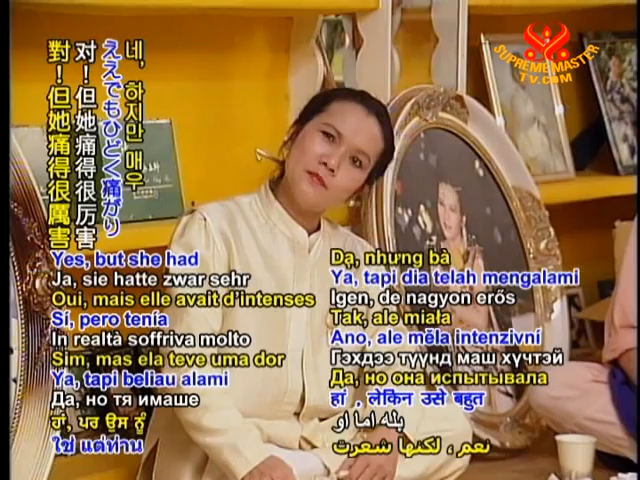 SUPREME MASTER
TV.COM
네, 하지만 매우
ええでもひどく痛がり
对！但她痛得很厉害
對！但她痛得很厲害
Yes, but she had
Ja, sie hatte zwar sehr
Oui, mais elle avait d'intenses
Sí, pero tenía
In realtà soffriva molto
Sim, mas ela teve uma dor
Ya, tapi beliau alami
Да, но тя имаше
ਹਾਂ, ਪਰ ਉਸ ਨੂੰ
ใช่ แต่ท่าน
Dạ, nhưng bà
Ya, tapi dia telah mengalami
Igen, de nagyon erős
Tak, ale miała
Ano, ale měla intenzivní
Гэхдээ түүнд маш хүчтэй
Да, но она испытывала
हां , लेकिन उसे बहुत
بله اما او
نعم ، لكنها شعرت